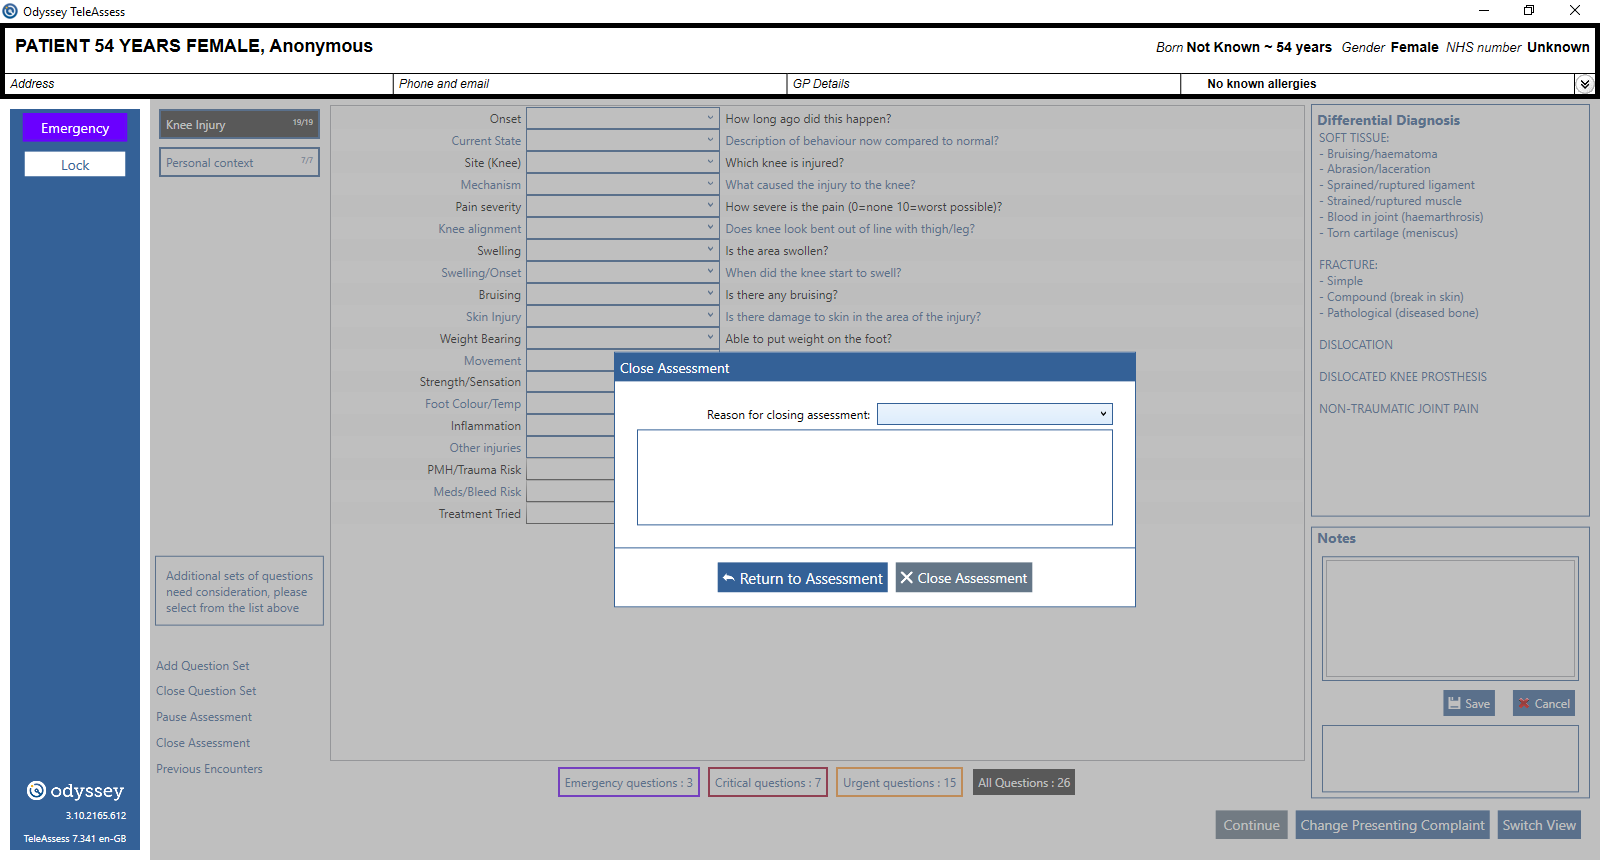 Odyssey TeleAssess
PATIENT 54 YEARS FEMALE, Anonymous
Born Not Known ~ 54 years Gender Female NHS number Unknown
Address
Phone and email
GP Details
No known allergies
Emergency
Lock
Knee Injury 19/19
Personal context 7/7
Onset How long ago did this happen?
Current State Description of behaviour now compared to normal?
Site (Knee) Which knee is injured?
Mechanism What caused the injury to the knee?
Pain severity How severe is the pain (0=none 10=worst possible)?
Knee alignment Does knee look bent out of line with thigh/leg?
Swelling Is the area swollen?
Swelling/Onset When did the knee start to swell?
Bruising Is there any bruising?
Skin Injury Is there damage to skin in the area of the injury?
Weight Bearing Able to put weight on the foot?
Movement
Strength/Sensation
Foot Colour/Temp
Inflammation
Other injuries
PMH/Trauma Risk
Meds/Bleed Risk
Treatment Tried
Close Assessment
Reason for closing assessment:
Return to Assessment
Close Assessment
Differential Diagnosis
SOFT TISSUE:
- Bruising/haematoma
- Abrasion/laceration
- Sprained/ruptured ligament
- Strained/ruptured muscle
- Blood in joint (haemarthrosis)
- Torn cartilage (meniscus)
FRACTURE:
- Simple
- Compound (break in skin)
- Pathological (diseased bone)
DISLOCATION
DISLOCATED KNEE PROSTHESIS
NON-TRAUMATIC JOINT PAIN
Notes
Save
Cancel
Additional sets of questions
need consideration, please
select from the list above
Add Question Set
Close Question Set
Pause Assessment
Close Assessment
Previous Encounters
Emergency questions : 3
Critical questions : 7
Urgent questions : 15
All Questions : 26
Continue
Change Presenting Complaint
Switch View
odyssey
3.10.2165.612
TeleAssess 7.341 en-GB